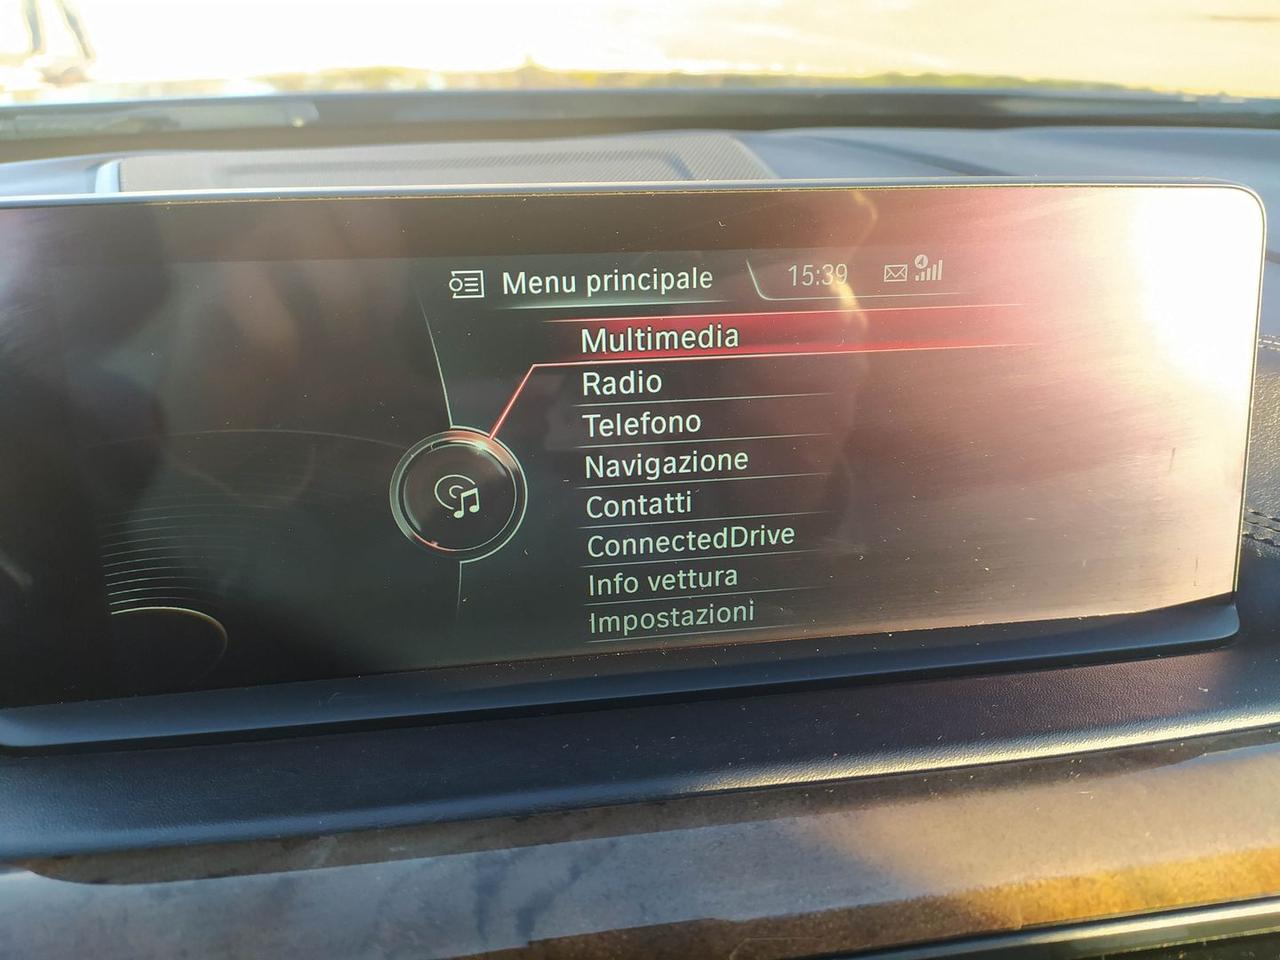 Menu principale 15:39
Multimedia
Radio
Telefono
Navigazione
Contatti
ConnectedDrive
Info vettura
Impostazioni